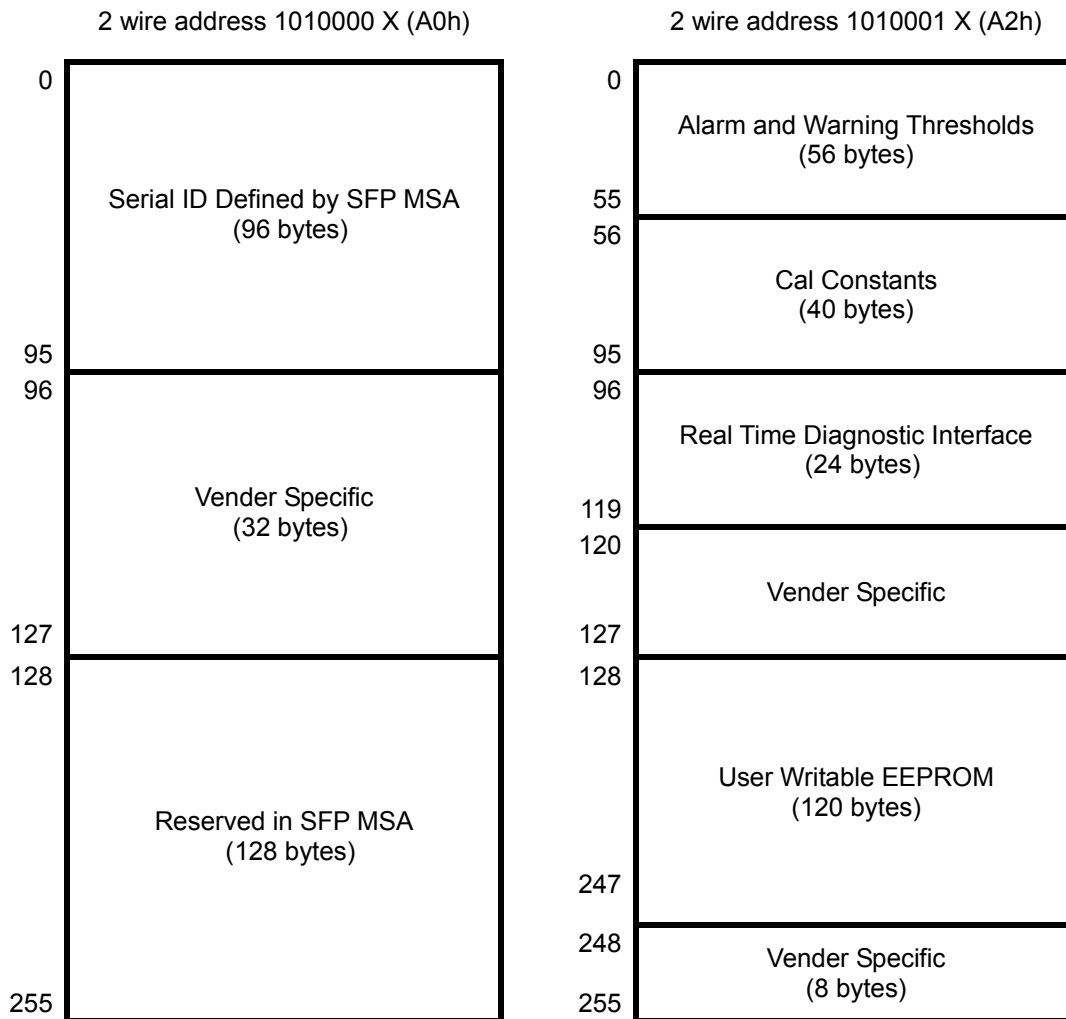 2 wire address 1010000 X (A0h)
0
Serial ID Defined by SFP MSA
(96 bytes)
95
96
Vender Specific
(32 bytes)
127
128
Reserved in SFP MSA
(128 bytes)
255
2 wire address 1010001 X (A2h)
0
Alarm and Warning Thresholds
(56 bytes)
55
56
Cal Constants
(40 bytes)
95
96
Real Time Diagnostic Interface
(24 bytes)
119
120
Vender Specific
127
128
User Writable EEPROM
(120 bytes)
247
248
Vender Specific
(8 bytes)
255